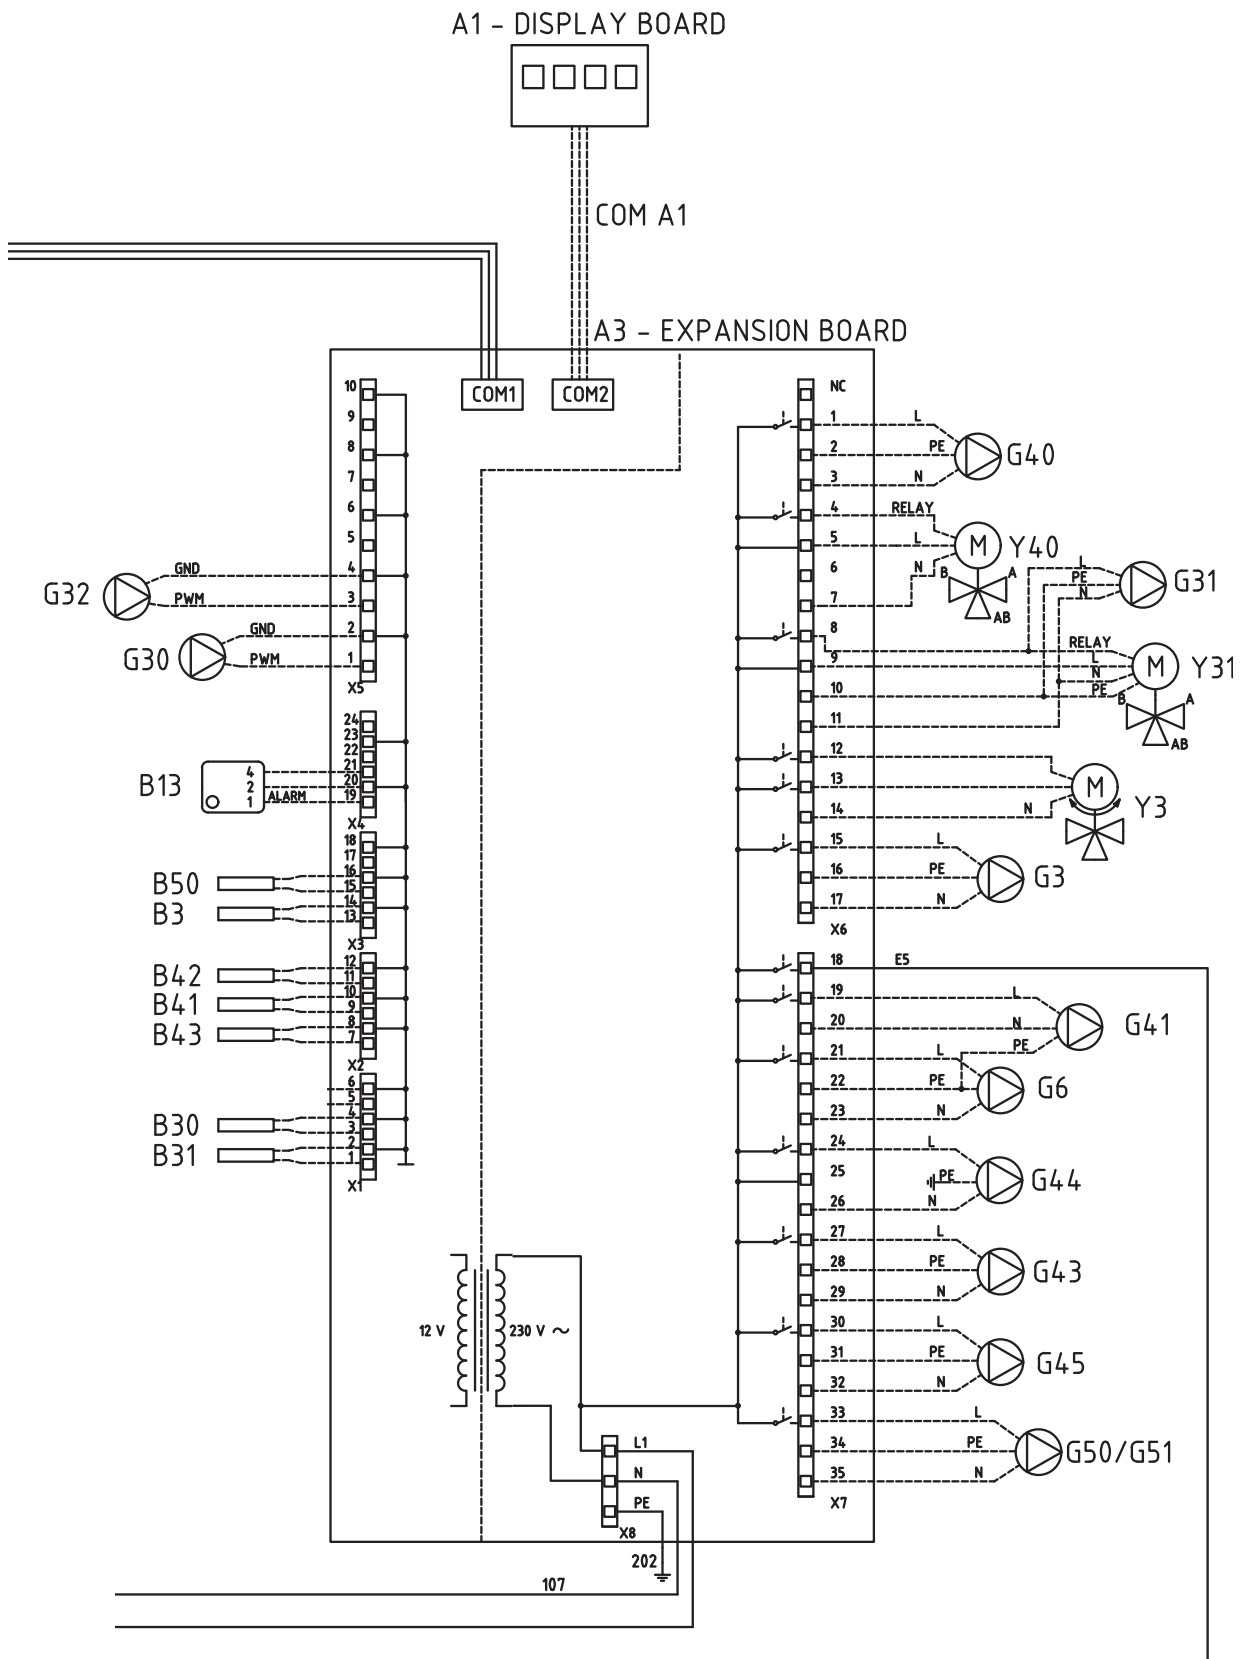 A1 - DISPLAY BOARD
COM A1
A3 - EXPANSION BOARD
COM1 COM2
10
9
8
7
6
5
4
3
2
1
X5
G32 GND
PWM
G30 GND
PWM
24
23
22
21
20
19
X4
B13 4
2
1 ALARM
18
17
16
15
14
13
X3
B50
B3
12
11
10
9
8
7
X2
B42
B41
B43
6
5
4
3
2
1
X1
B30
B31
12 V 230 V ~
L1
N
PE
X8
202
107
NC
1 L
2 PE G40
3 N
4 RELAY
5 L M Y40
6
7 N B A
AB
L
PE G31
N
8 RELAY
9 L M Y31
N
10 PE B A
AB
11
12
13 M
14 N Y3
15 L
16 PE G3
17 N
X6
18 E5
19 L
20 N G41
PE
21 L
22 PE G6
23 N
24 L
25 PE G44
26 N
27 L
28 PE G43
29 N
30 L
31 PE G45
32 N
33 L
34 PE G50/G51
35 N
X7